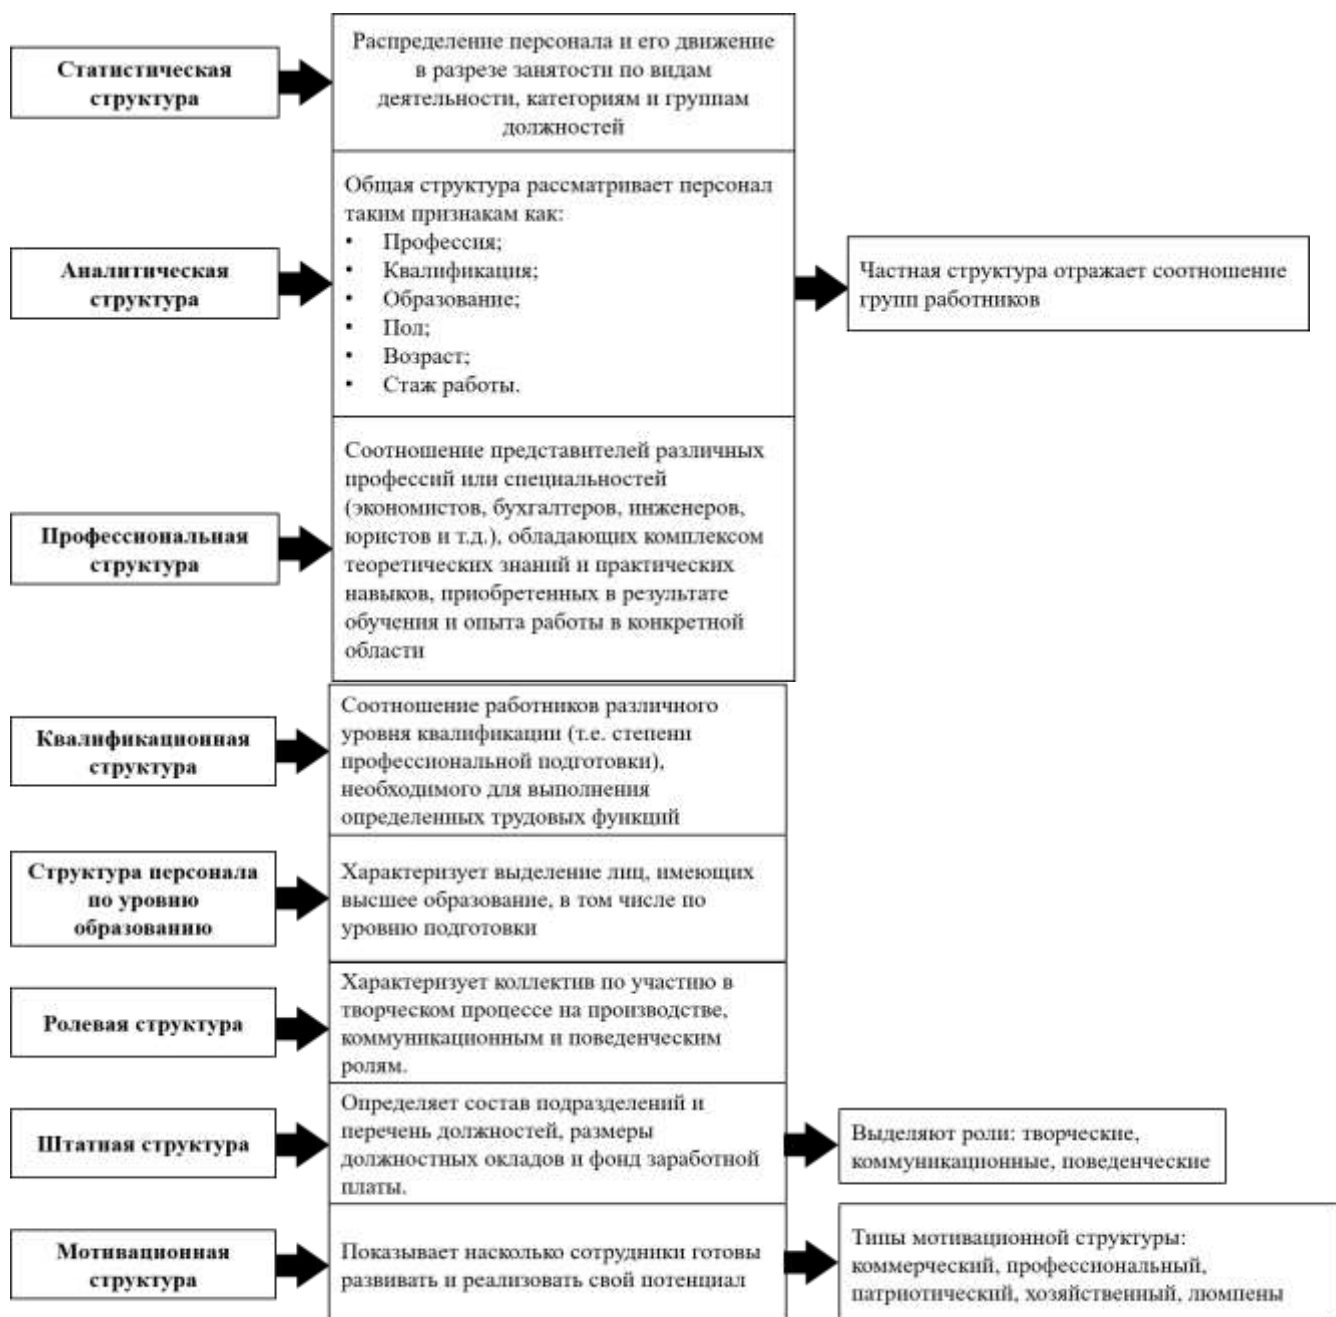 Статистическая
структура
Распределение персонала и его движение
в разрезе занятости по видам
деятельности, категориям и группам
должностей
Аналитическая
структура
Общая структура рассматривает персонал
таким признакам как:
• Профессия;
• Квалификация;
• Образование;
• Пол;
• Возраст;
• Стаж работы.
Частная структура отражает соотношение
групп работников
Профессиональная
структура
Соотношение представителей различных
профессий или специальностей
(экономистов, бухгалтеров, инженеров,
юристов и т.д.), обладающих комплексом
теоретических знаний и практических
навыков, приобретенных в результате
обучения и опыта работы в конкретной
области
Квалификационная
структура
Соотношение работников различного
уровня квалификации (т.е. степени
профессиональной подготовки),
необходимого для выполнения
определенных трудовых функций
Структура персонала
по уровню
образованию
Характеризует выделение лиц, имеющих
высшее образование, в том числе по
уровню подготовки
Ролевая структура
Характеризует коллектив по участию в
творческом процессе на производстве,
коммуникационным и поведенческим
ролям.
Штатная структура
Определяет состав подразделений и
перечень должностей, размеры
должностных окладов и фонд заработной
платы.
Выделяют роли: творческие,
коммуникационные, поведенческие
Мотивационная
структура
Показывает насколько сотрудники готовы
развивать и реализовать свой потенциал
Типы мотивационной структуры:
коммерческий, профессиональный,
патриотический, хозяйственный, люмпены